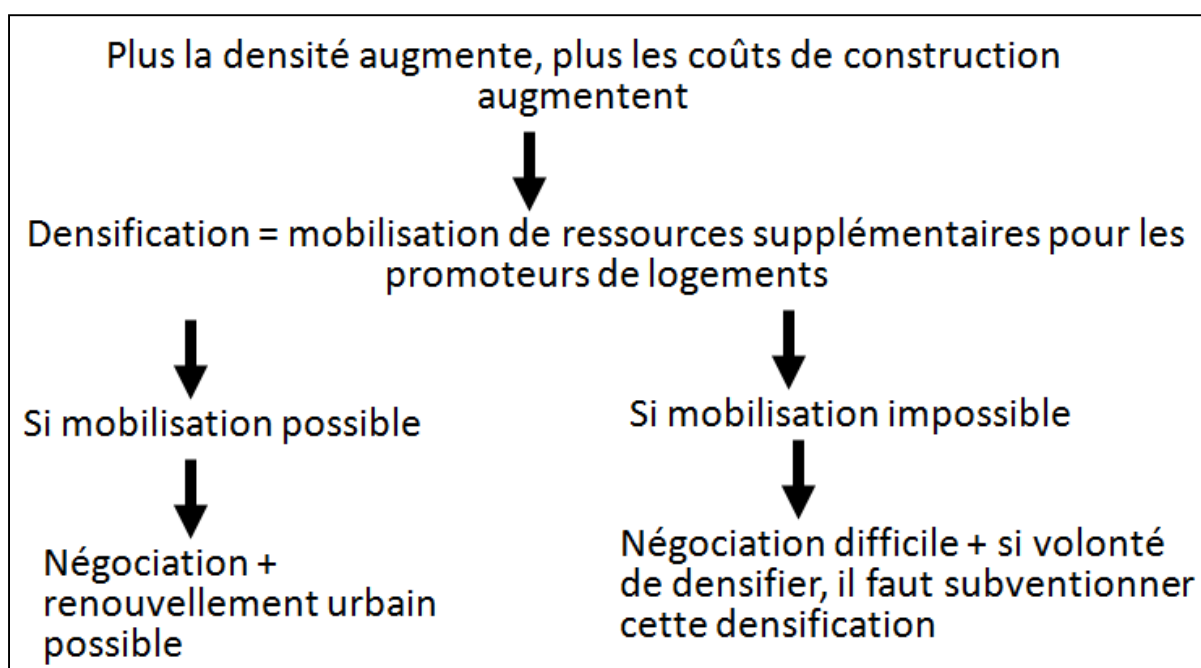 Plus la densité augmente, plus les coûts de construction
augmentent
Densification = mobilisation de ressources supplémentaires pour les
promoteurs de logements
Si mobilisation possible
Si mobilisation impossible
Négociation +
renouvellement urbain
possible
Négociation difficile + si volonté
de densifier, il faut subventionner
cette densification